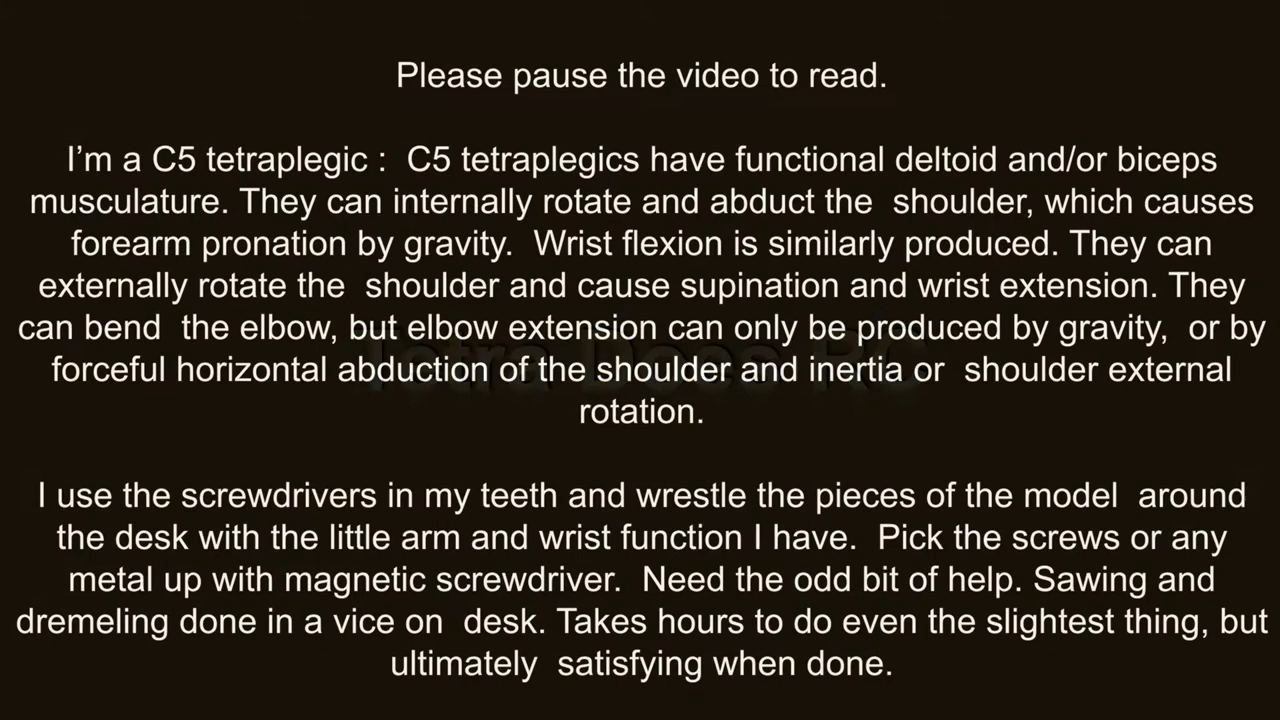 Please pause the video to read.
I'm a C5 tetraplegic :  C5 tetraplegics have functional deltoid and/or biceps
musculature. They can internally rotate and abduct the  shoulder, which causes
forearm pronation by gravity.  Wrist flexion is similarly produced. They can
externally rotate the  shoulder and cause supination and wrist extension. They
can bend  the elbow, but elbow extension can only be produced by gravity,  or by
forceful horizontal abduction of the shoulder and inertia or  shoulder external
rotation.
I use the screwdrivers in my teeth and wrestle the pieces of the model  around
the desk with the little arm and wrist function I have.  Pick the screws or any
metal up with magnetic screwdriver.  Need the odd bit of help. Sawing and
dremeling done in a vice on  desk. Takes hours to do even the slightest thing, but
ultimately  satisfying when done.